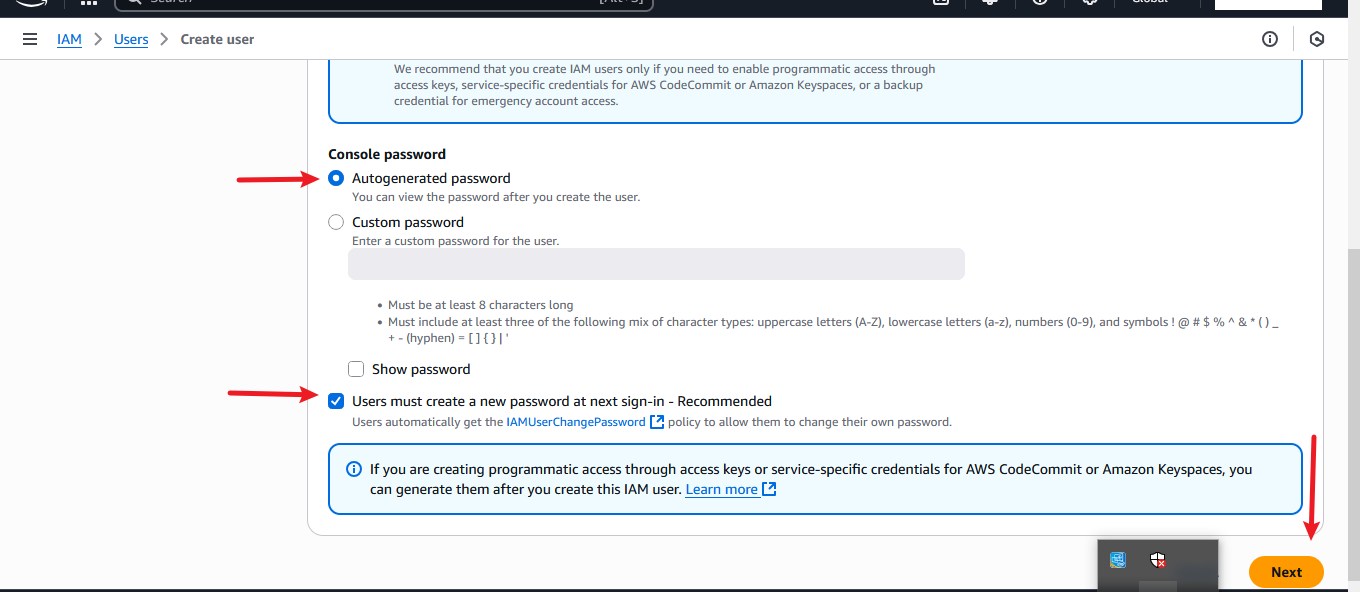 Search
[Alt+S]
Global
IAM > Users > Create user
We recommend that you create IAM users only if you need to enable programmatic access through
access keys, service-specific credentials for AWS CodeCommit or Amazon Keyspaces, or a backup
credential for emergency account access.
Console password
Autogenerated password
You can view the password after you create the user.
Custom password
Enter a custom password for the user.
• Must be at least 8 characters long
• Must include at least three of the following mix of character types: uppercase letters (A-Z), lowercase letters (a-z), numbers (0-9), and symbols ! @ # $ % ^ & * ( ) _
+ - (hyphen) = [ ] { } | '
Show password
Users must create a new password at next sign-in - Recommended
Users automatically get the IAMUserChangePassword policy to allow them to change their own password.
If you are creating programmatic access through access keys or service-specific credentials for AWS CodeCommit or Amazon Keyspaces, you
can generate them after you create this IAM user. Learn more
Next